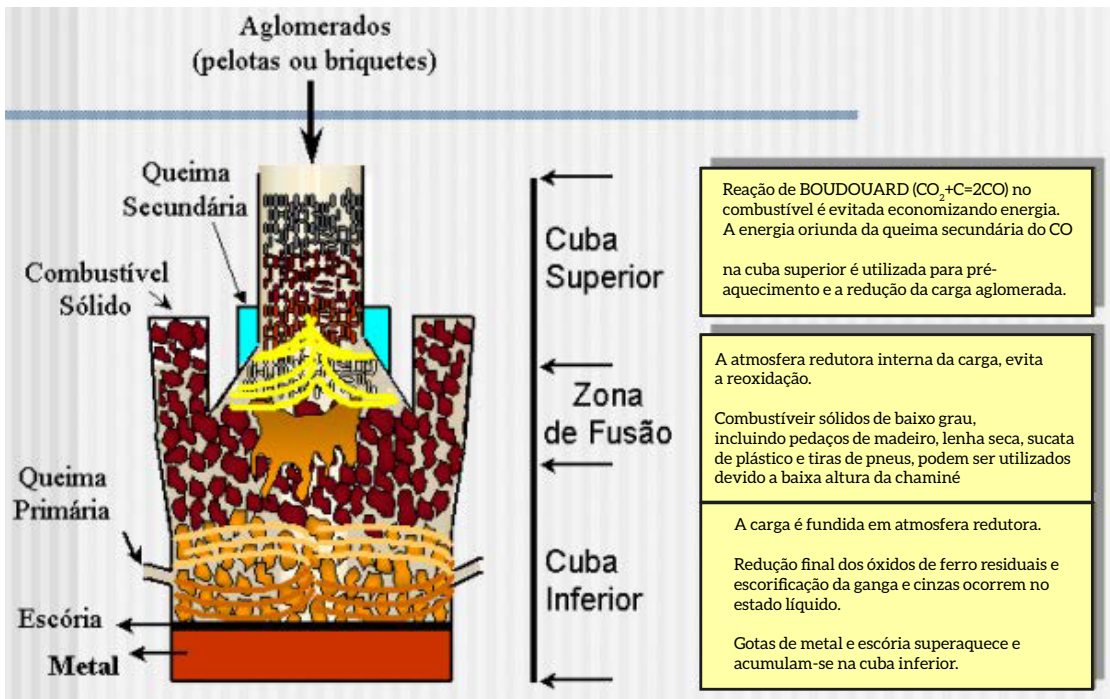 Aglomerados
(pelotas ou briquetes)
Queima
Secundária
Combustível
Sólido
Queima
Primária
Escória
Metal
Cuba
Superior
Zona
de Fusão
Cuba
Inferior
Reação de BOUDOUARD (CO₂+C=2CO) no
combustível é evitada economizando energia.
A energia oriunda da queima secundária do CO
na cuba superior é utilizada para pré-
aquecimento e a redução da carga aglomerada.
A atmosfera redutora interna da carga, evita
a reoxidação.
Combustíveir sólidos de baixo grau,
incluindo pedaços de madeiro, lenha seca, sucata
de plástico e tiras de pneus, podem ser utilizados
devido a baixa altura da chaminé
A carga é fundida em atmosfera redutora.
Redução final dos óxidos de ferro residuais e
escorificação da ganga e cinzas ocorrem no
estado líquido.
Gotas de metal e escória superaquece e
acumulam-se na cuba inferior.